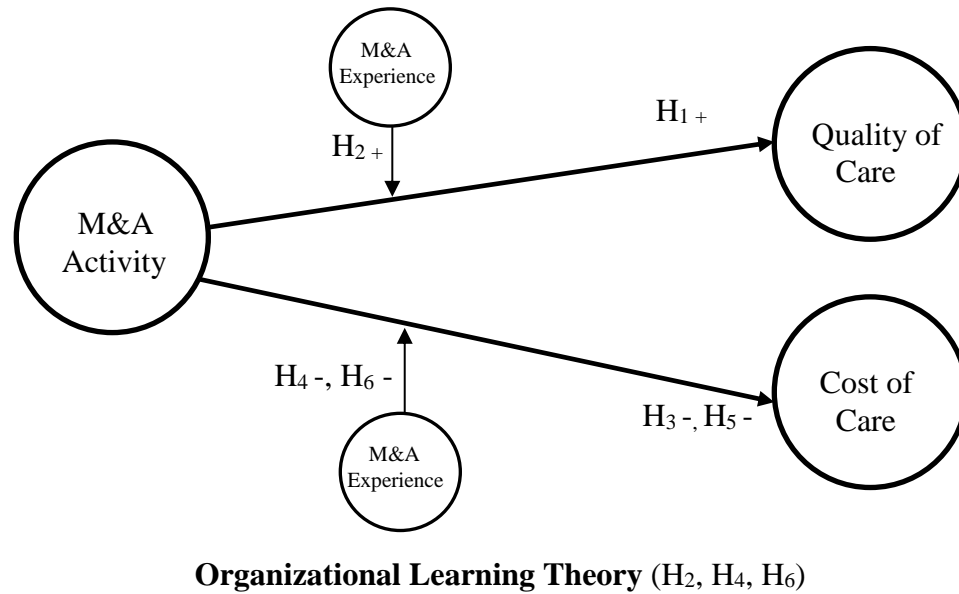 M&A
Experience
H₂ +
H₁ +
Quality of
Care
M&A
Activity
H₄ -, H₆ -
H₃ -, H₅ -
Cost of
Care
M&A
Experience
Organizational Learning Theory (H₂, H₄, H₆)